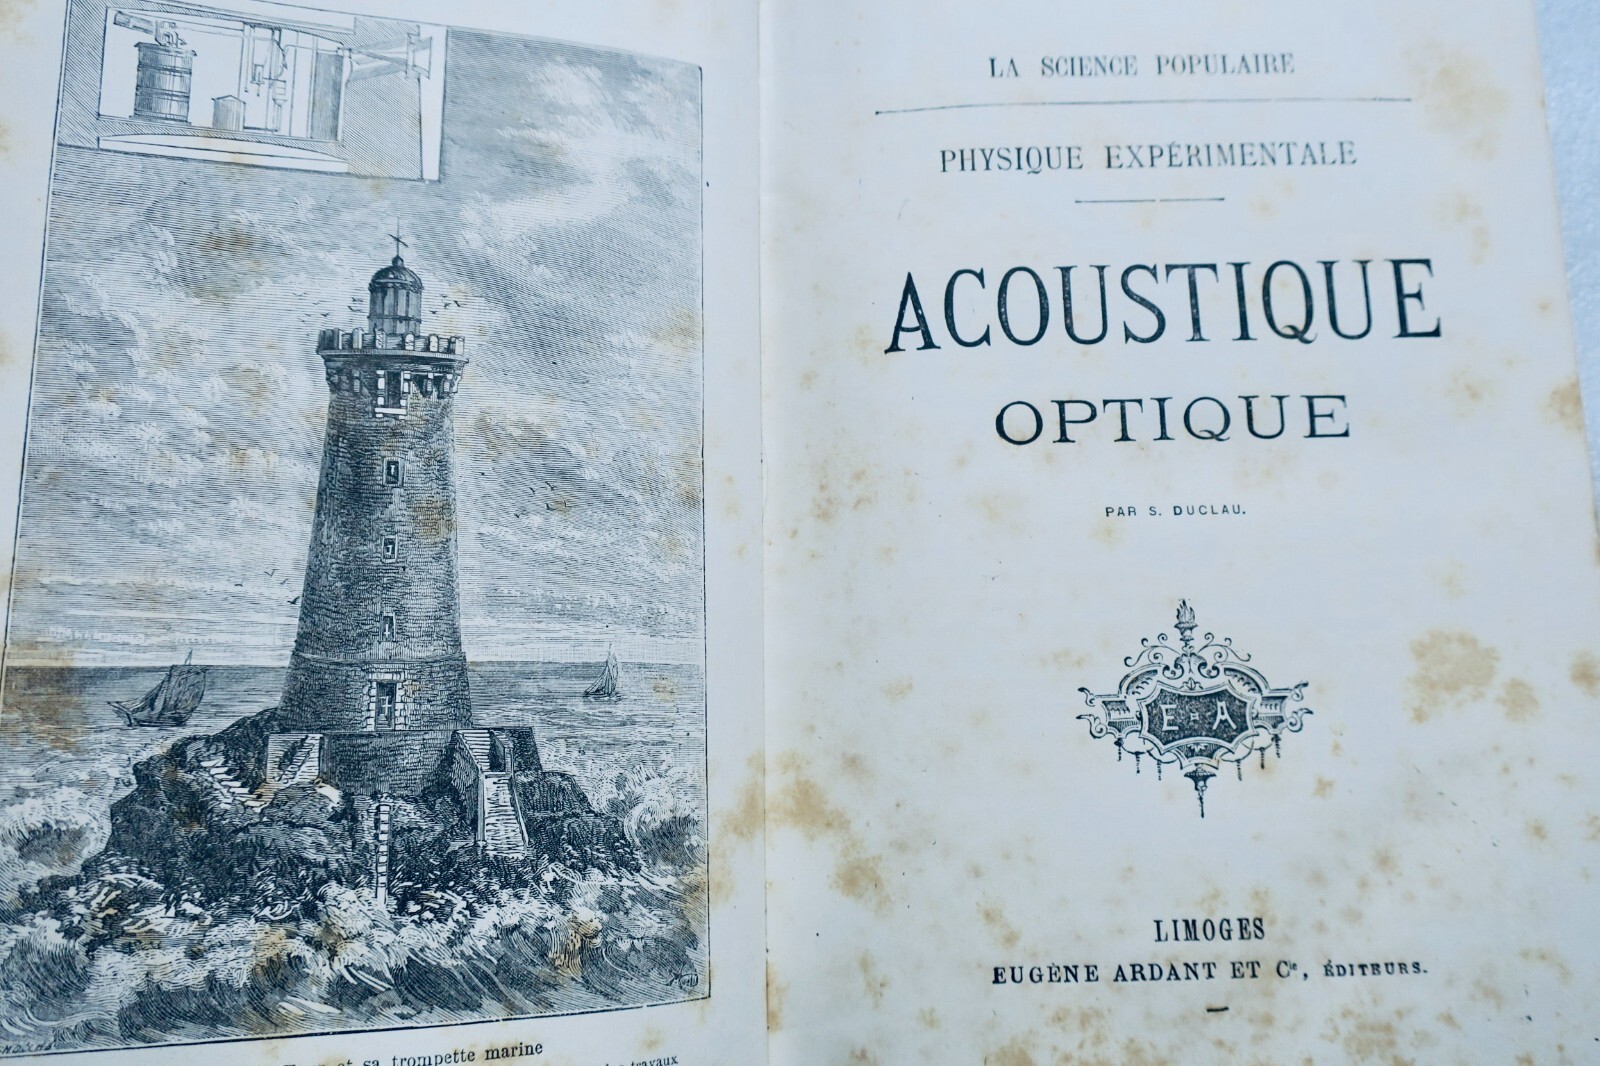 et sa trompette marine
travaux
LA SCIENCE POPULAIRE
PHYSIQUE EXPÉRIMENTALE
ACOUSTIQUE
OPTIQUE
PAR S. DUCLAU.
E A
LIMOGES
EUGÈNE ARDANT ET Cie, ÉDITEURS.